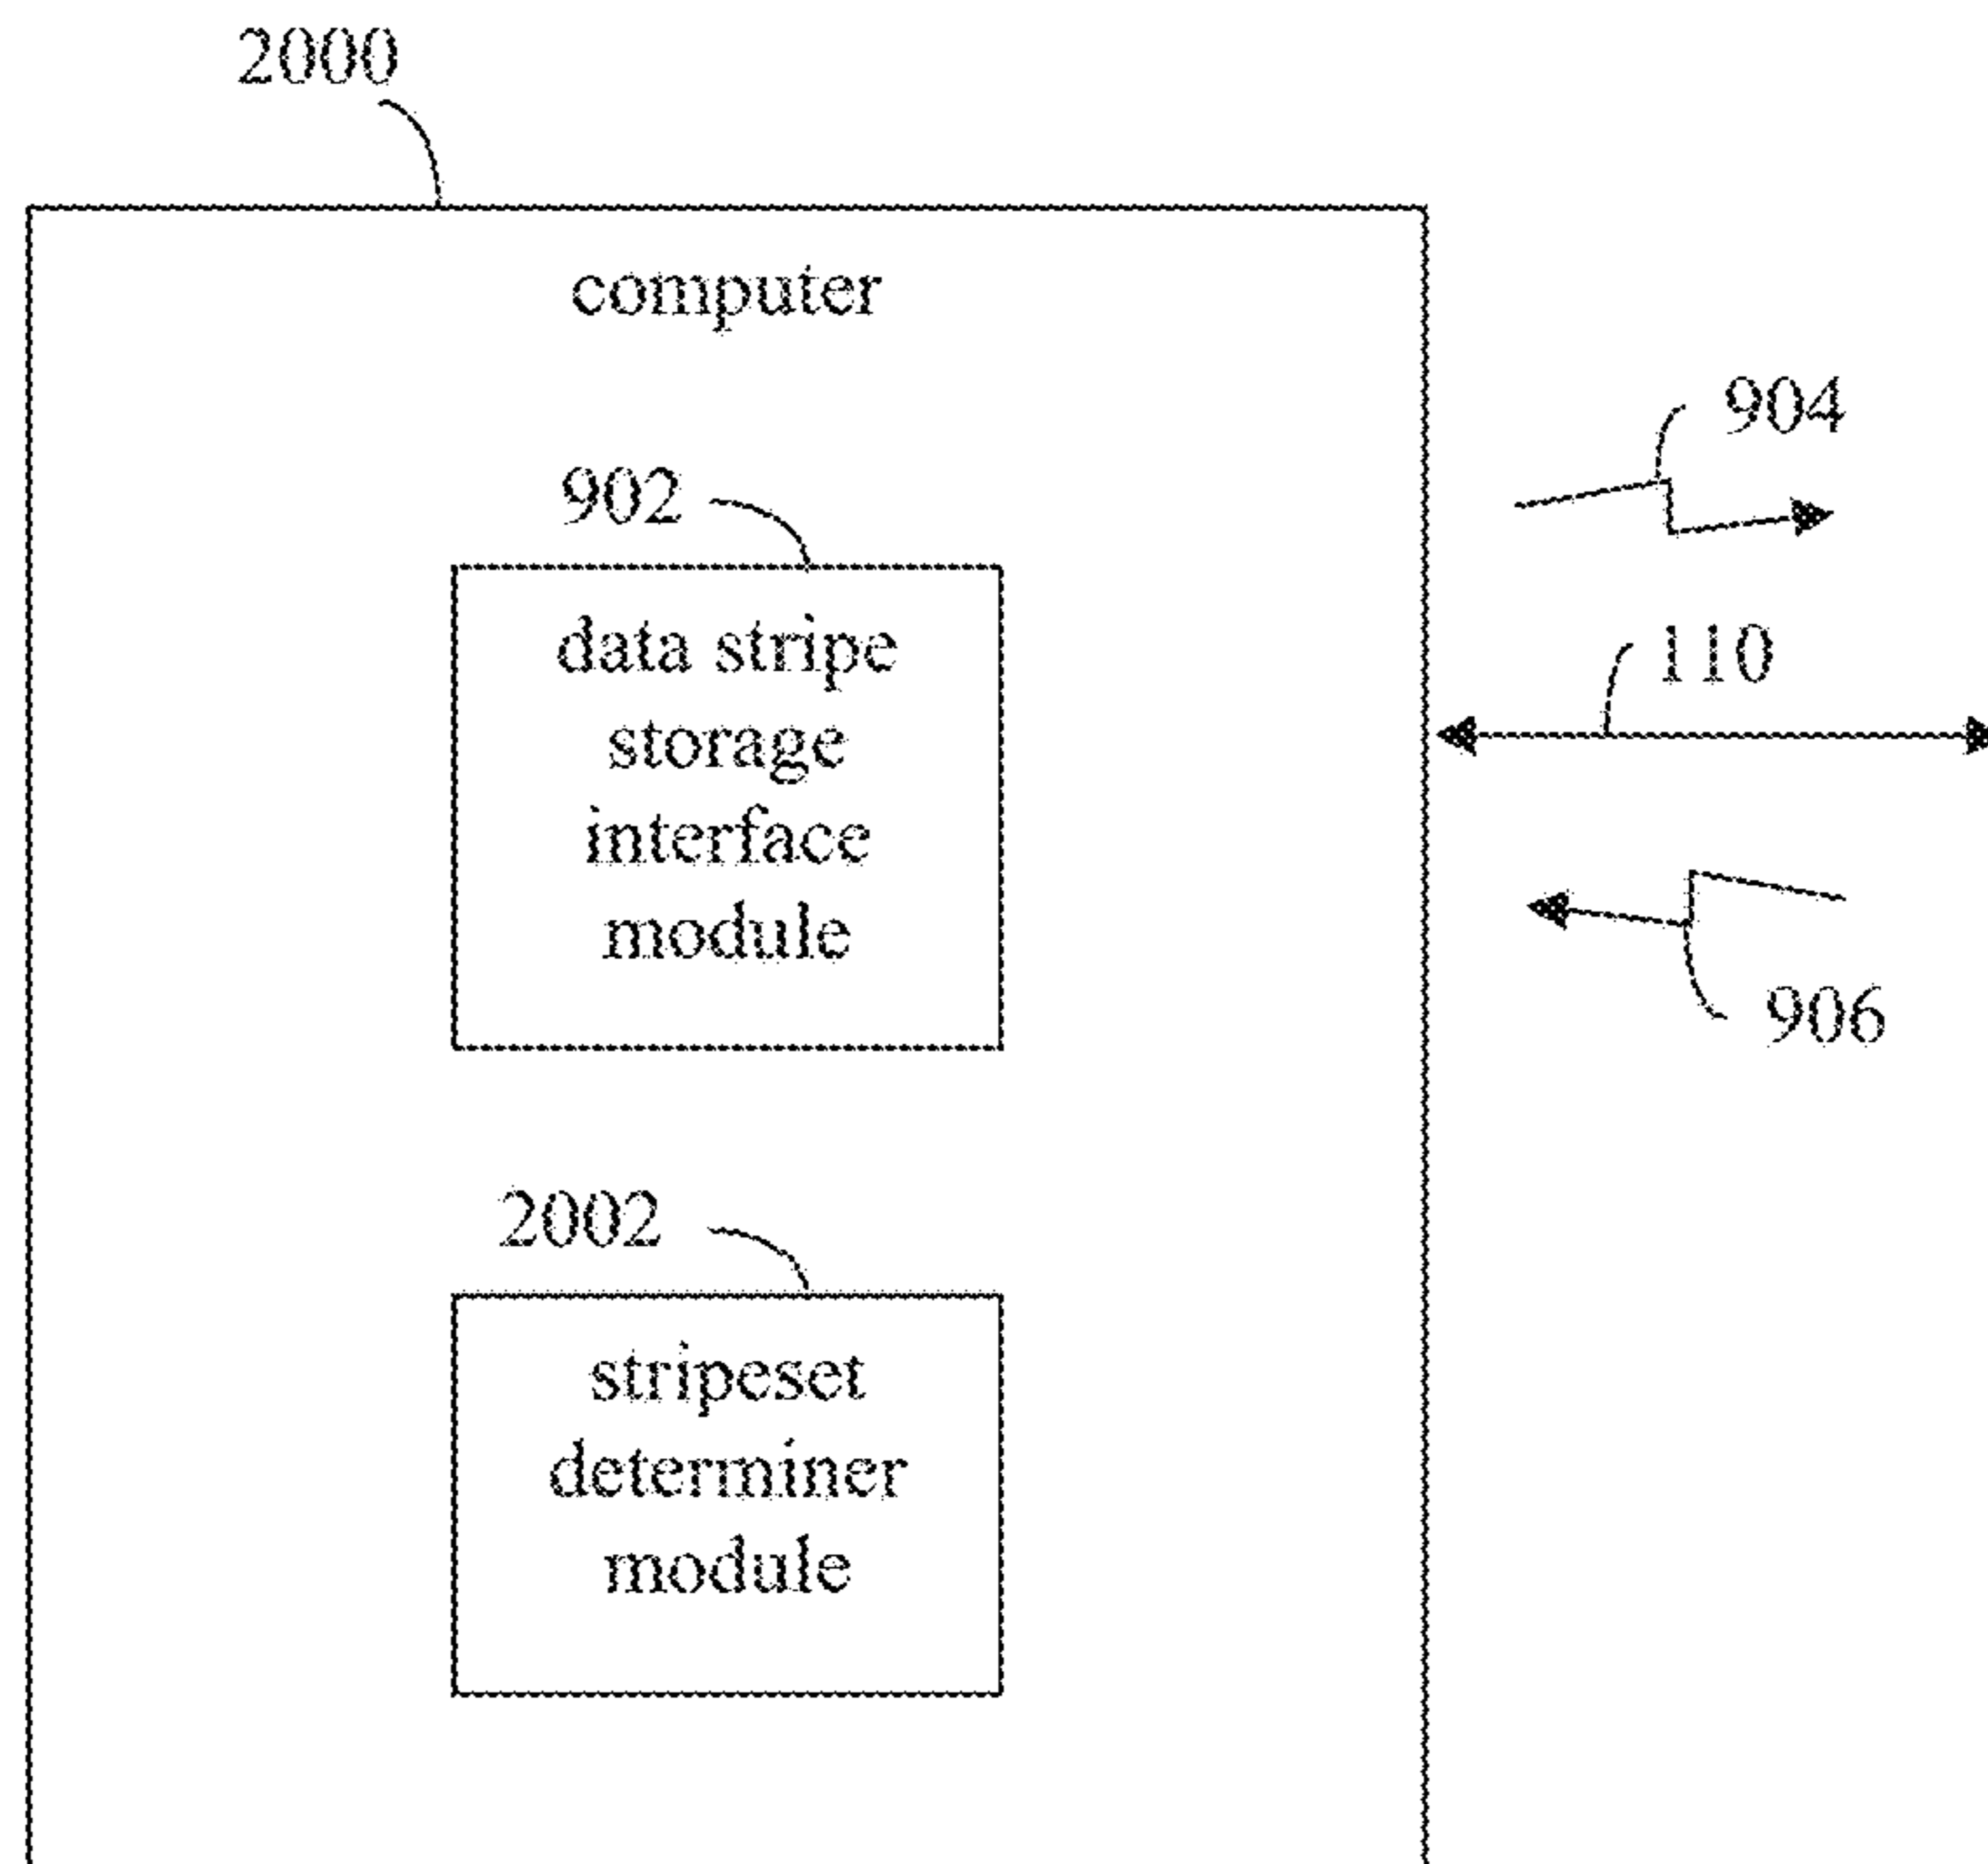 2000
computer
904
902
data stripe
storage
interface
module
110
906
2002
stripeset
determiner
module